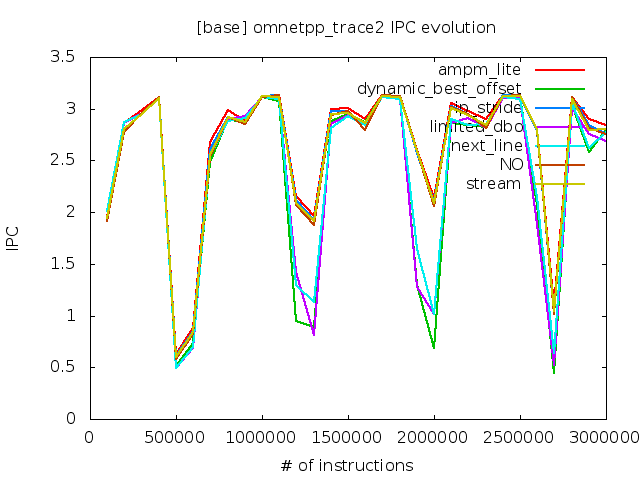 [base] omnetpp_trace2 IPC evolution
3.5
3
2.5
2
1.5
1
0.5
0
IPC
ampm_lite
dynamic_best_offset
ip_stride
limited_dbo
next_line
NO
stream
0 500000 1000000 1500000 2000000 2500000 3000000
# of instructions